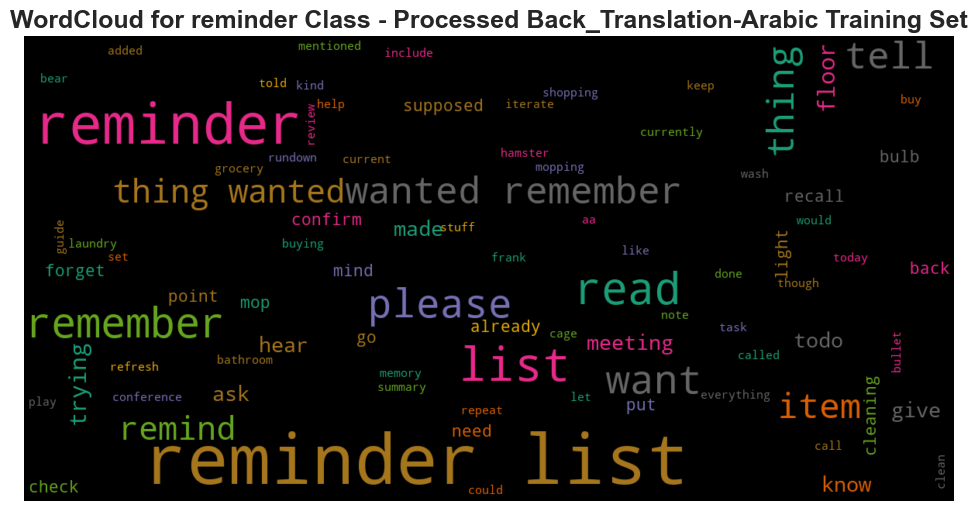 WordCloud for reminder Class - Processed Back_Translation-Arabic Training Set
added
mentioned
include
tell
thing
floor
bear
told
kind
shopping
keep
buy
reminder
review
help
supposed
iterate
currently
rundown
current
hamster
mopping
bulb
grocery
wash
thing wanted
wanted remember
recall
confirm
made
stuff
aa
would
guide
laundry
buying
like
light
set
frank
today
forget
mind
read
done
though
back
point
mop
please
note
remember
already
cage
task
go
hear
meeting
todo
trying
refresh
bathroom
list
called
bullet
memory
want
play
conference
ask
summary
let
everything
put
item
cleaning
give
repeat
remind
need
reminder list
call
check
could
know
clean